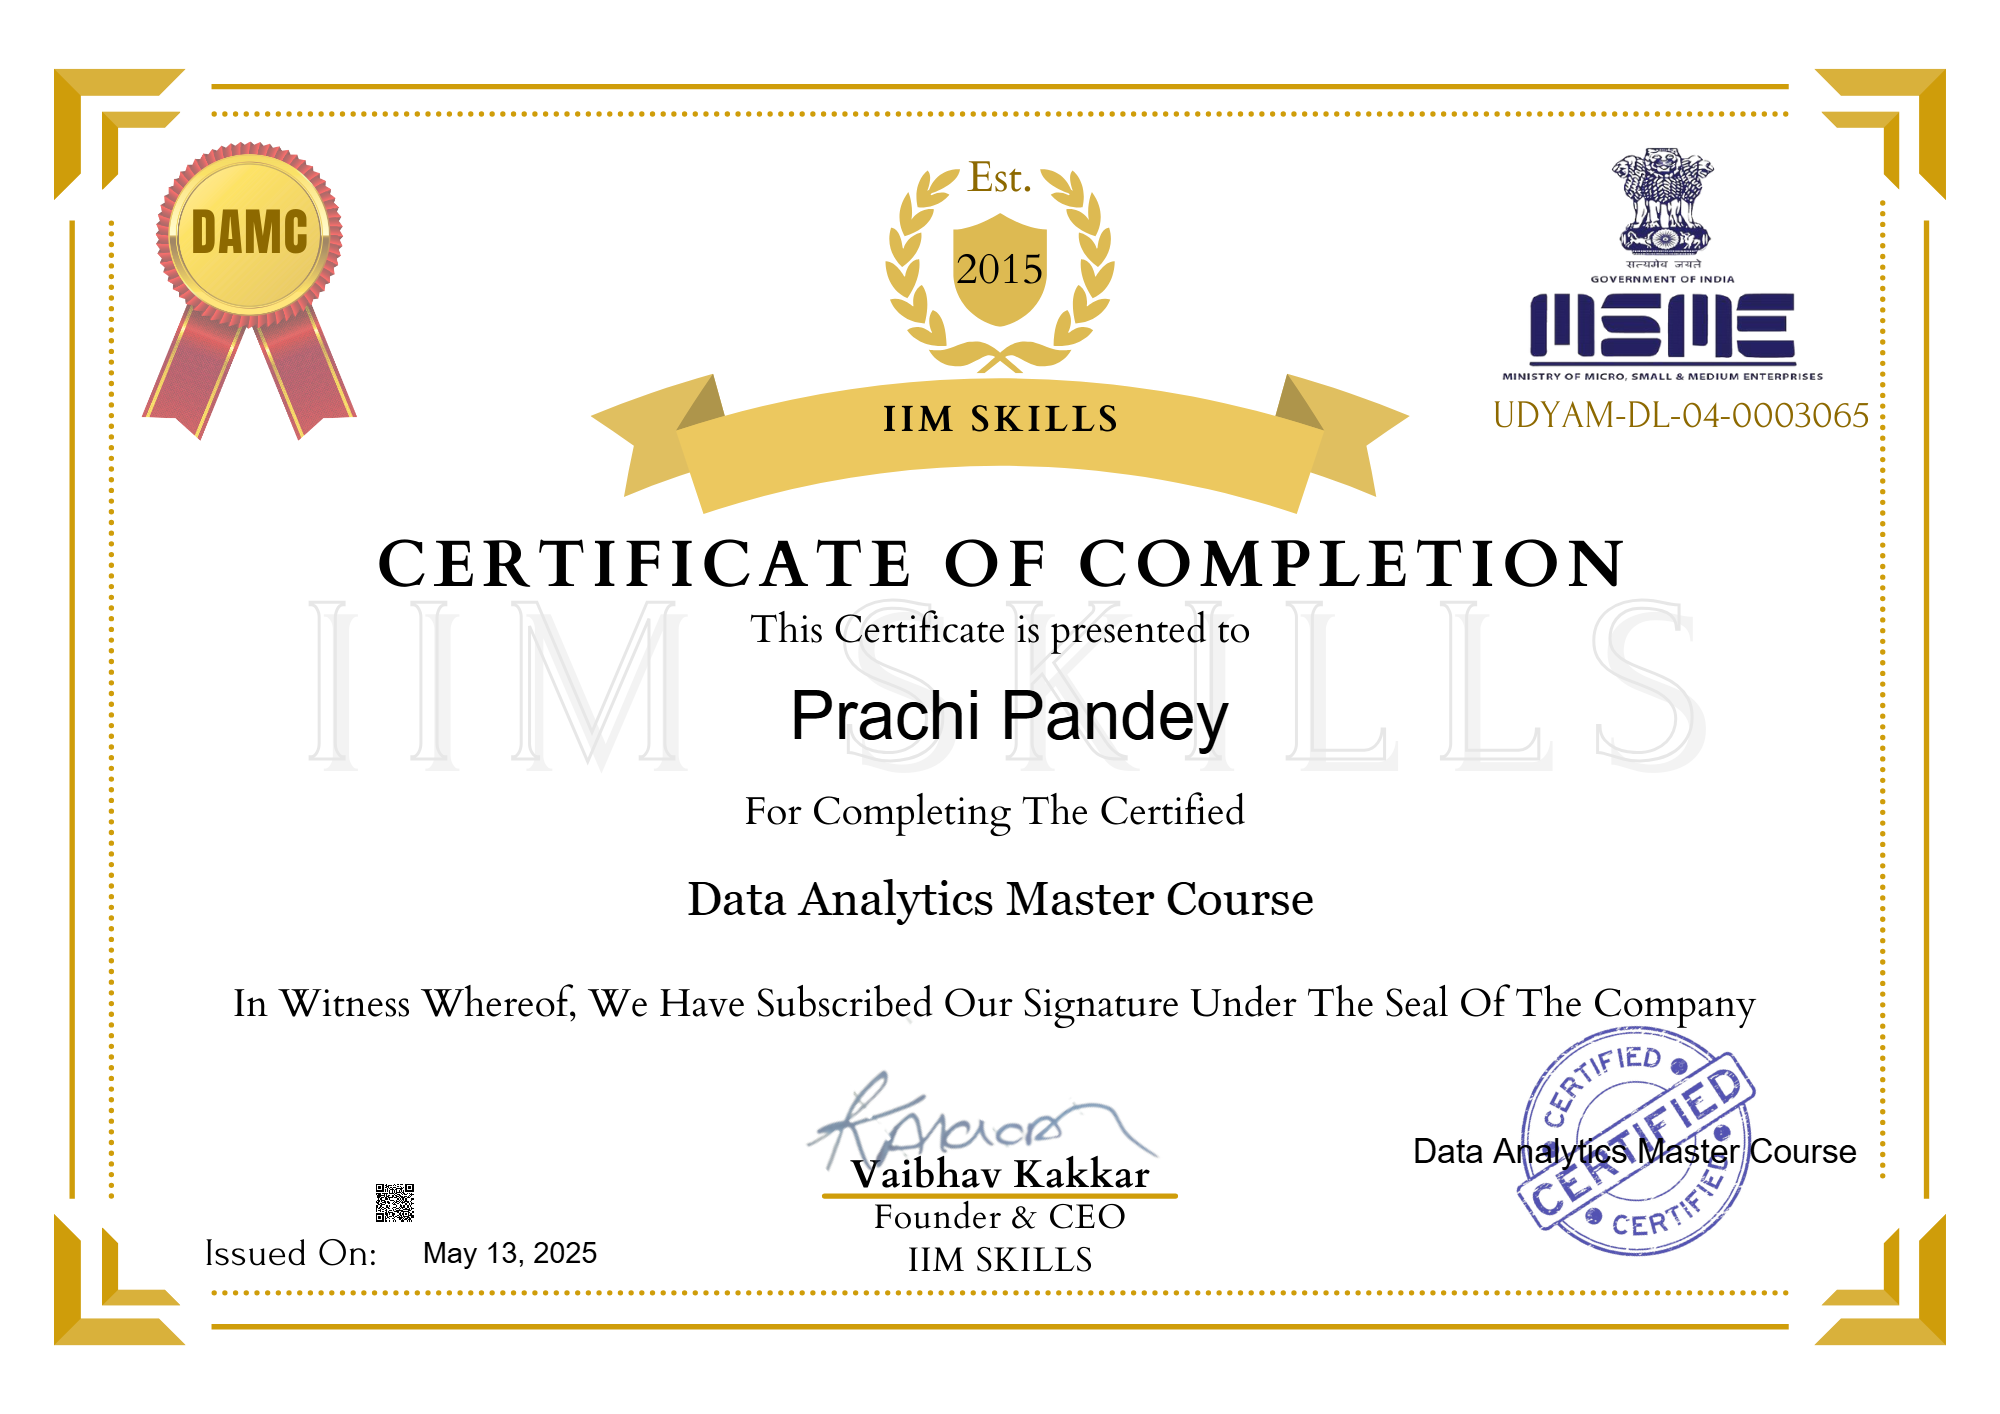 DAMC
Est.
2015
IIM SKILLS
सत्यमेव जयते
GOVERNMENT OF INDIA
MSME
MINISTRY OF MICRO, SMALL & MEDIUM ENTERPRISES
UDYAM-DL-04-0003065
CERTIFICATE OF COMPLETION
IIM SKILLS
This Certificate is presented to
Prachi Pandey
For Completing The Certified
Data Analytics Master Course
In Witness Whereof, We Have Subscribed Our Signature Under The Seal Of The Company
Vaibhav Kakkar
Founder & CEO
IIM SKILLS
CERTIFIED
CERTIFIED
CERTIFIED
Data Analytics Master Course
Issued On: May 13, 2025